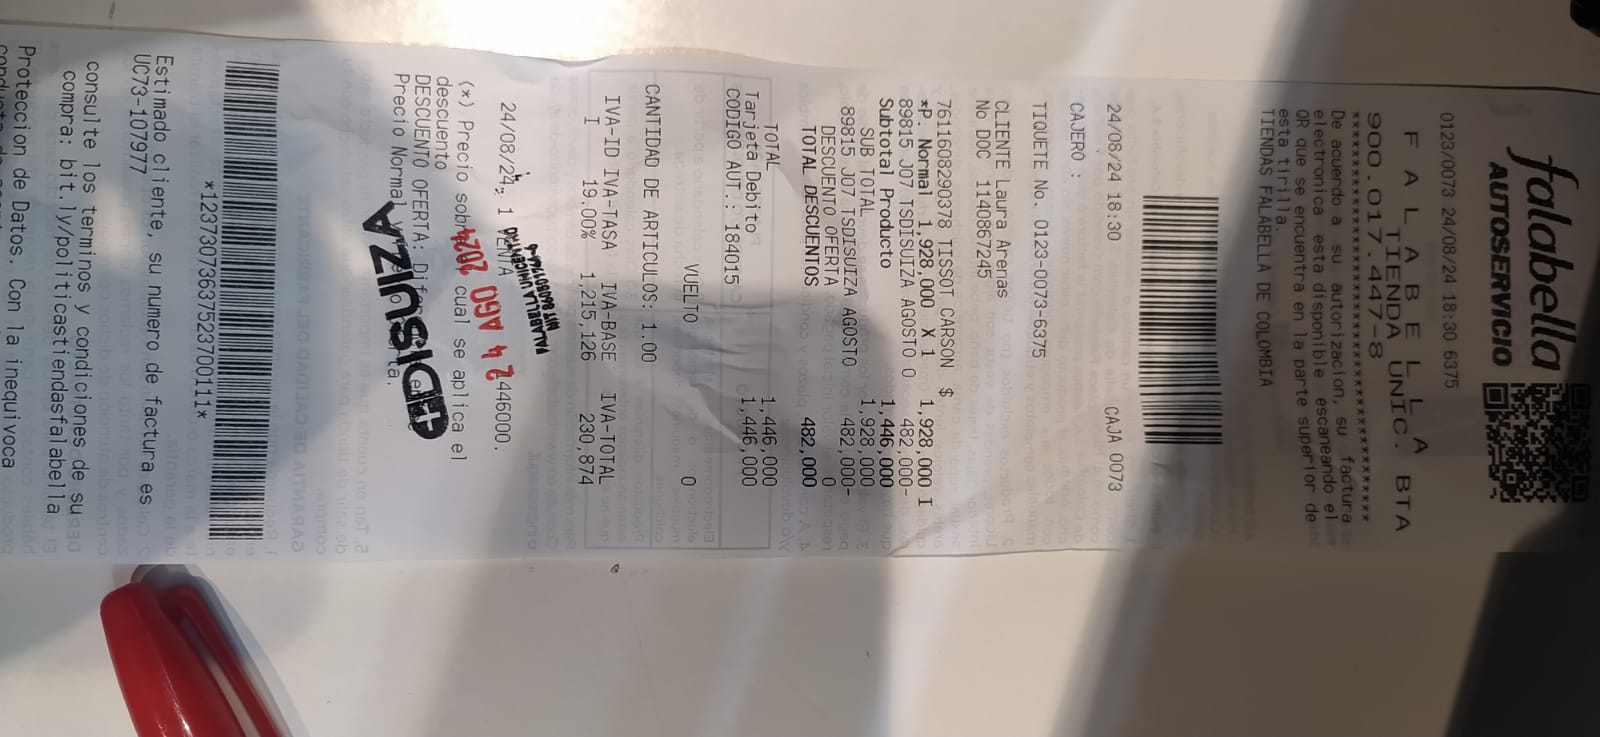 0123/0073 24/08/24 18:30 6375
falabella
AUTOSERVICIO
F A L A B E L L A
TIENDA UNIC. BTA
900.017.447-8
De acuerdo a su autorizacion, su factura
electronica esta disponible escaneando el
QR que se encuentra en la parte superior de
esta tirilla.
TIENDAS FALABELLA DE COLOMBIA
24/08/24 18:30 CAJA 0073
CAJERO :
TIQUETE No. 0123-0073-6375
CLIENTE Laura Arenas
No DOC 1140867245
7611608290378 TISSOT CARSON $
*P. Normal 1,928,000 X 1 1,928,000 I
89815 J07 TSDISUIZA AGOSTO 0 482,000-
Subtotal Producto 1,446,000
SUB TOTAL 1,928,000
89815 J07 TSDISUIZA AGOSTO 482,000-
DESCUENTO OFERTA 0
TOTAL DESCUENTOS 482,000
TOTAL 1,446,000
Tarjeta Debito 1,446,000
CODIGO AUT.: 184015
VUELTO 0
CANTIDAD DE ARTICULOS: 1.00
IVA-ID IVA-TASA IVA-BASE IVA-TOTAL
I 19.00% 1,215,126 230,874
FALABELLA UNICENTRO
24/08/24 1 VENTA 1446000.
24 AGO 2024
(*) Precio sobre cual se aplica el
descuento
DESCUENTO OFERTA:
Precio Normal
DISUIZA
*12373073637523700111*
Estimado cliente, su numero de factura es
UC73-107977
consulte los terminos y condiciones de su
compra: bit.ly/politicastiendasfalabella
Proteccion de Datos. Con la inequivoca